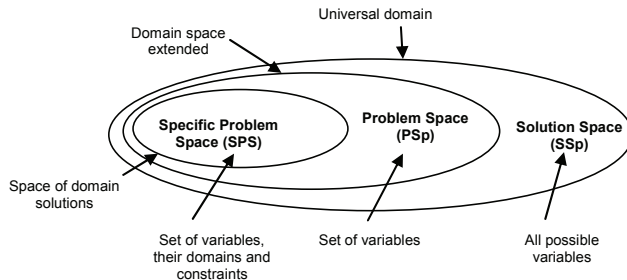 Universal domain
Domain space
extended
Specific Problem
Space (SPS)
Problem Space
(PSp)
Solution Space
(SSp)
Space of domain
solutions
Set of variables,
their domains and
constraints
Set of variables
All possible
variables